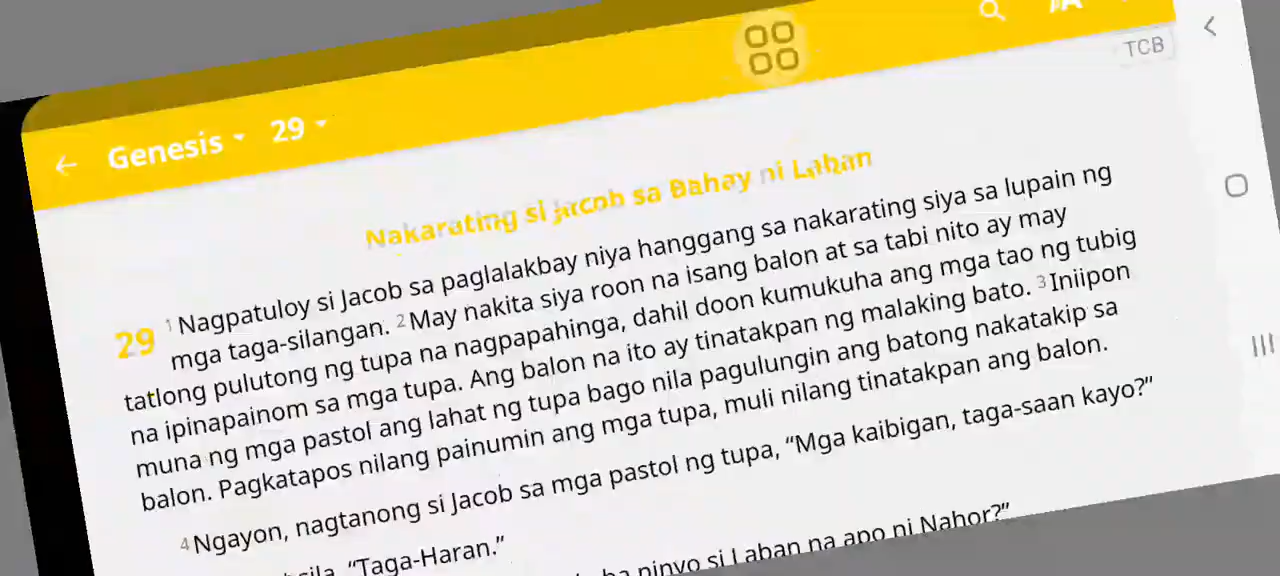 TCB
← Genesis 29
Nakarating si Jacob sa Bahay ni Laban
29 1 Nagpatuloy si Jacob sa paglalakbay niya hanggang sa nakarating siya sa lupain ng
mga taga-silangan. 2 May nakita siya roon na isang balon at sa tabi nito ay may
tatlong pulutong ng tupa na nagpapahinga, dahil doon kumukuha ang mga tao ng tubig
na ipinapainom sa mga tupa. Ang balon na ito ay tinatakpan ng malaking bato. 3 Iniipon
muna ng mga pastol ang lahat ng tupa bago nila pagulungin ang batong nakatakip sa
balon. Pagkatapos nilang painumin ang mga tupa, muli nilang tinatakpan ang balon.
4 Ngayon, nagtanong si Jacob sa mga pastol ng tupa, “Mga kaibigan, taga-saan kayo?”
sila, “Taga-Haran.”
ba ninyo si Laban na apo ni Nahor?”